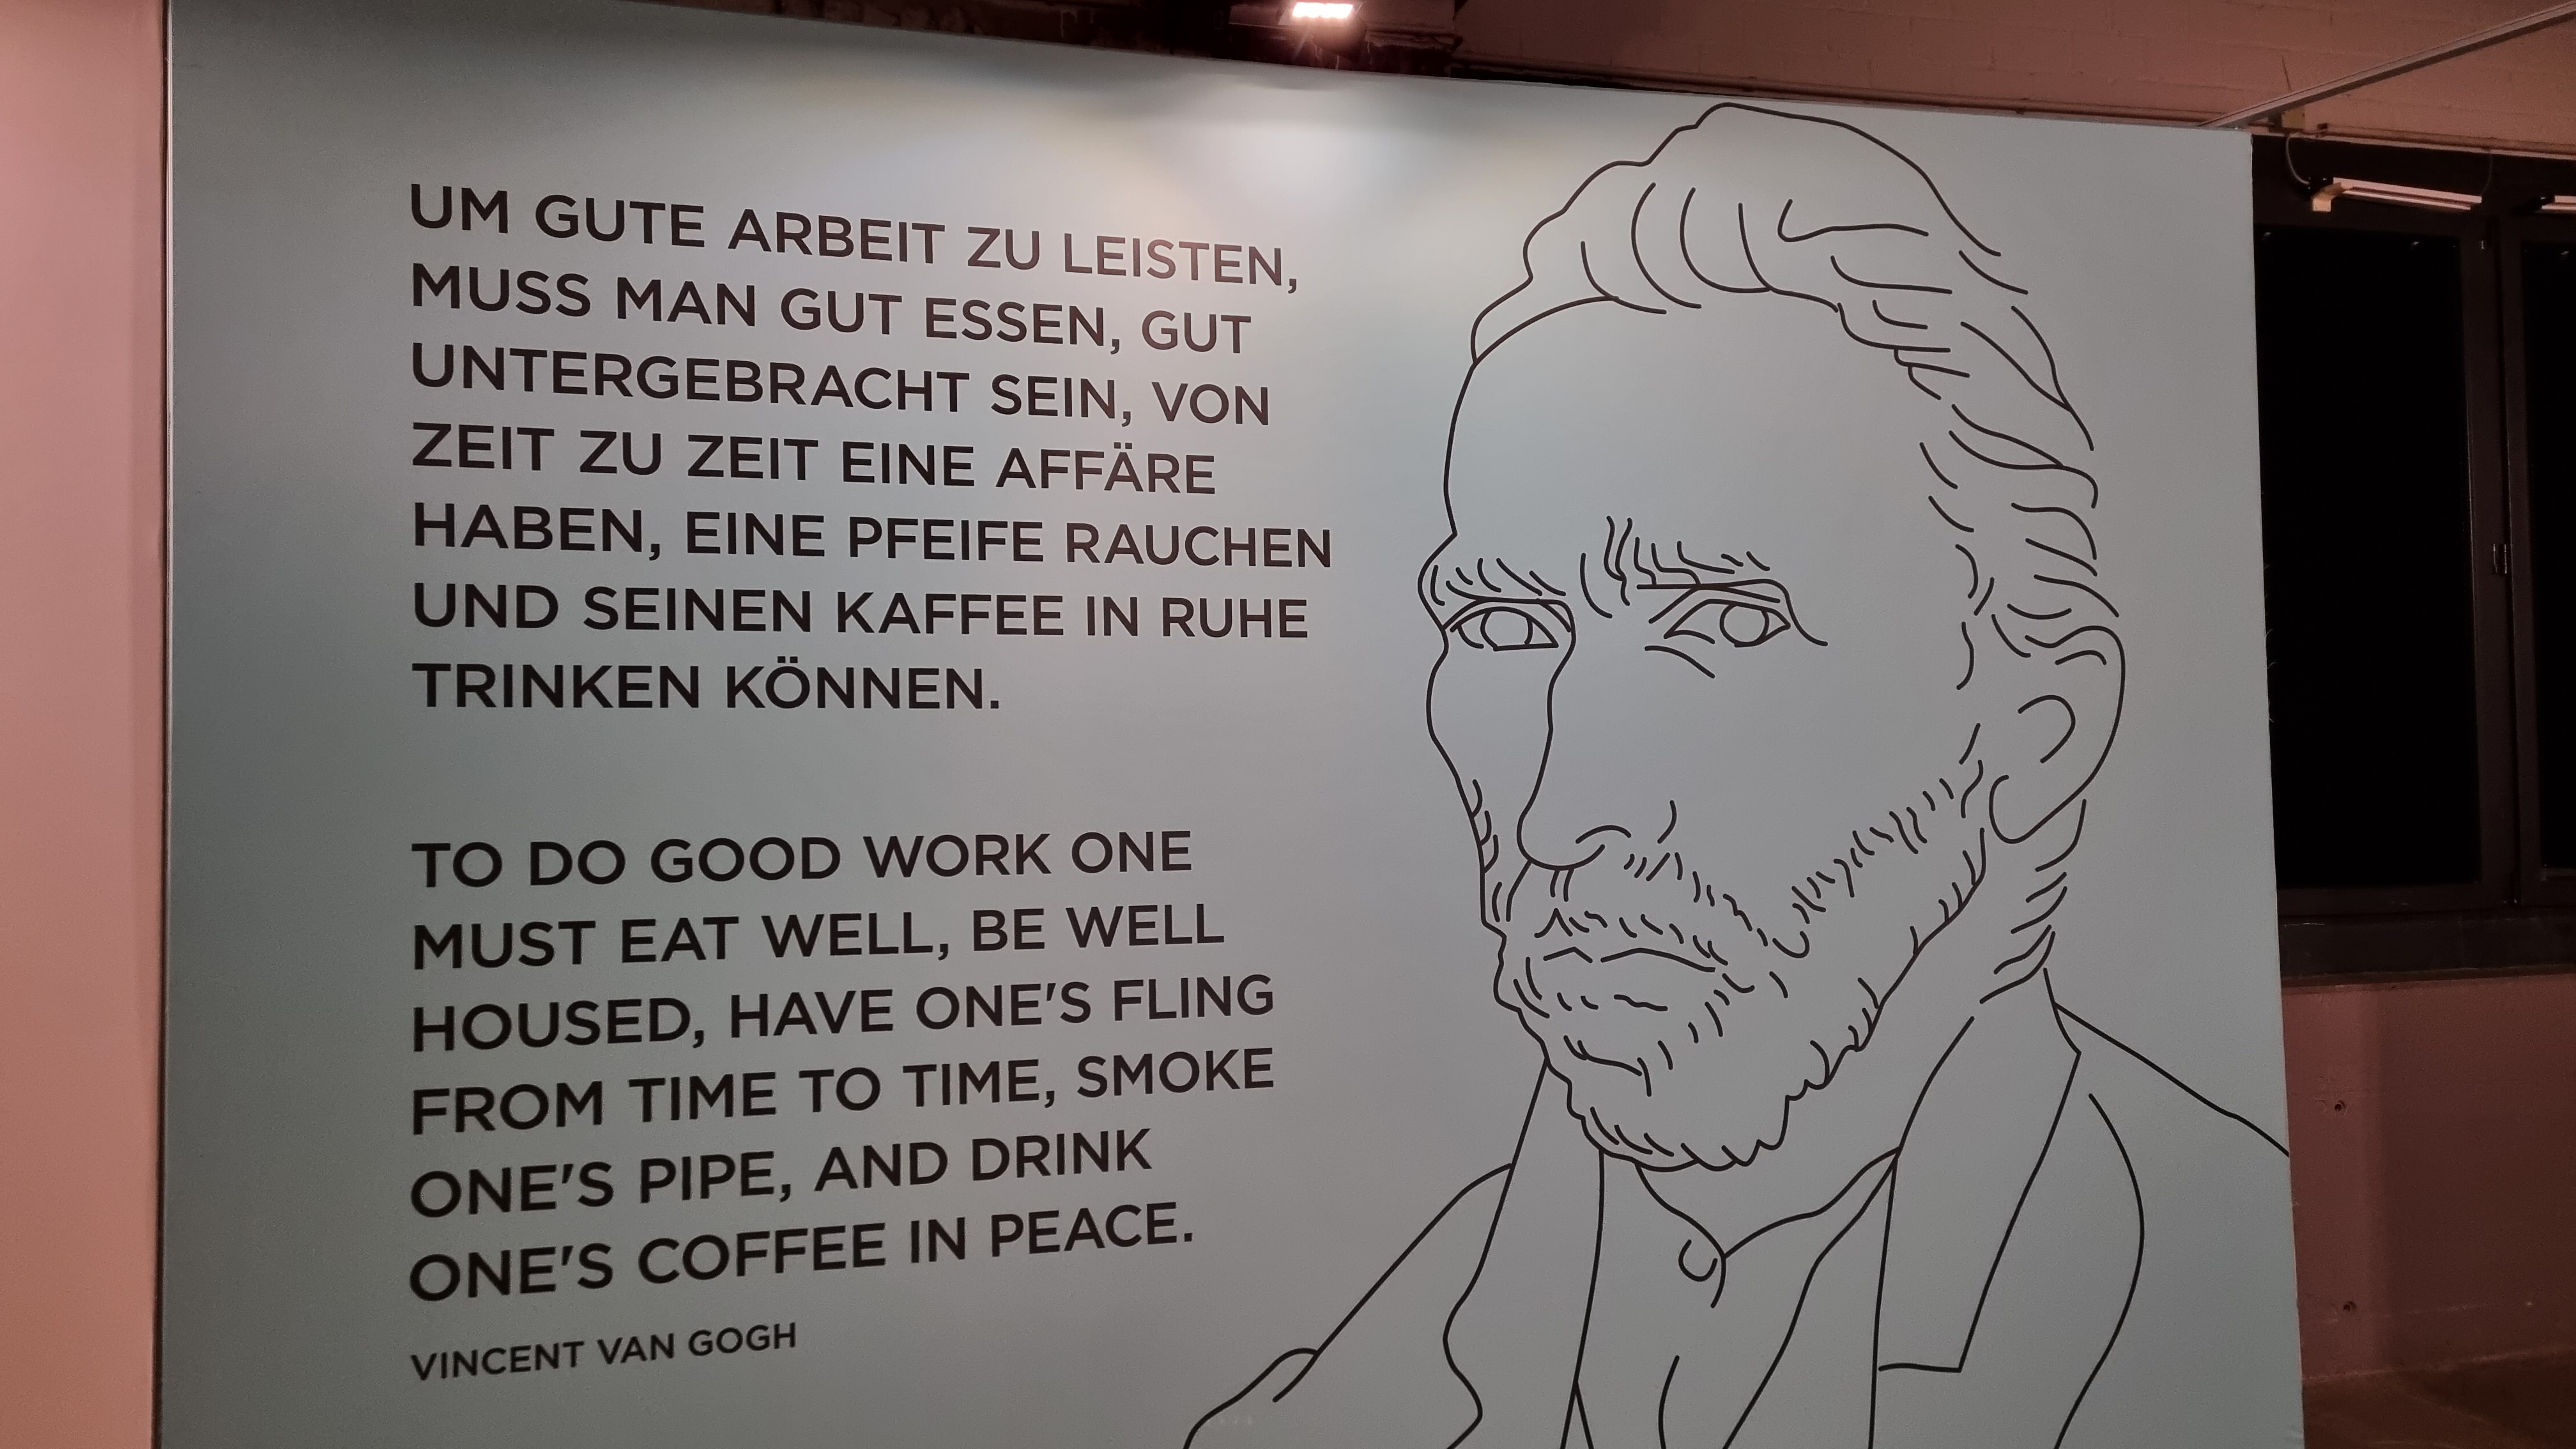 UM GUTE ARBEIT ZU LEISTEN,
MUSS MAN GUT ESSEN, GUT
UNTERGEBRACHT SEIN, VON
ZEIT ZU ZEIT EINE AFFÄRE
HABEN, EINE PFEIFE RAUCHEN
UND SEINEN KAFFEE IN RUHE
TRINKEN KÖNNEN.
TO DO GOOD WORK ONE
MUST EAT WELL, BE WELL
HOUSED, HAVE ONE'S FLING
FROM TIME TO TIME, SMOKE
ONE'S PIPE, AND DRINK
ONE'S COFFEE IN PEACE.
VINCENT VAN GOGH